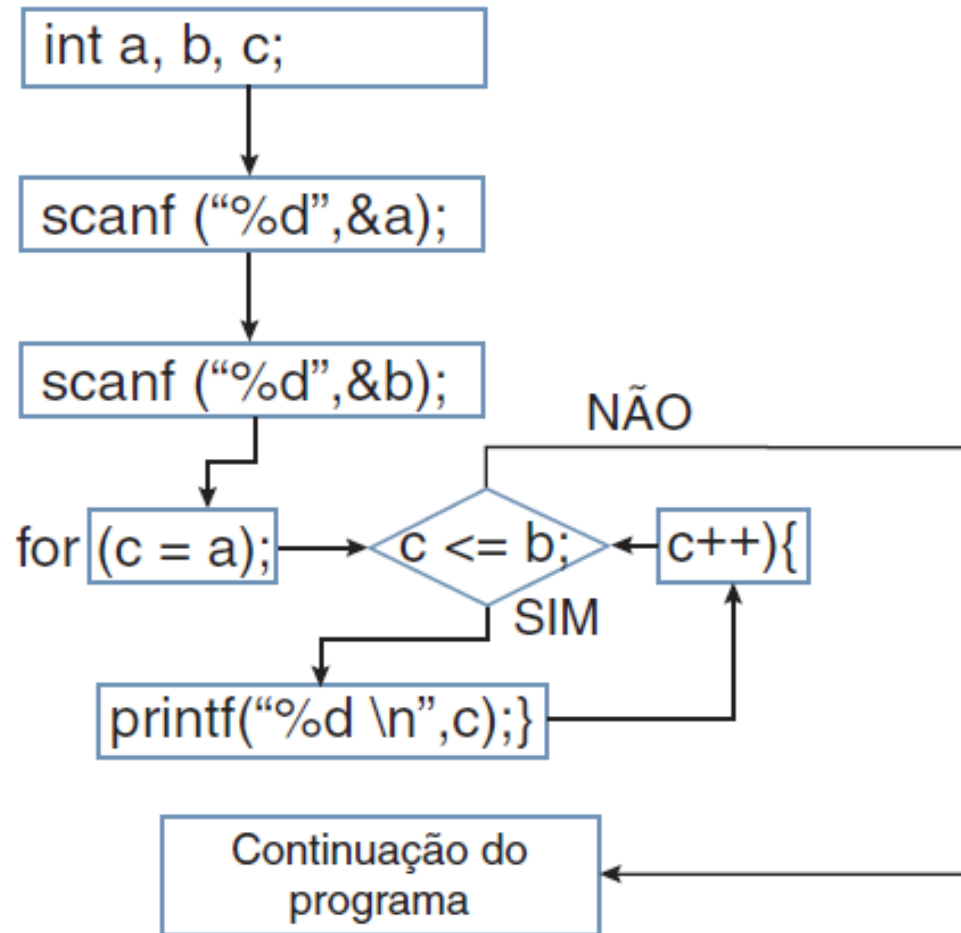 int a, b, c;
scanf (“%d”,&a);
scanf (“%d”,&b);
NÃO
for (c = a);
c <= b;
c++){
SIM
printf(“%d \n”,c);}
Continuação do
programa